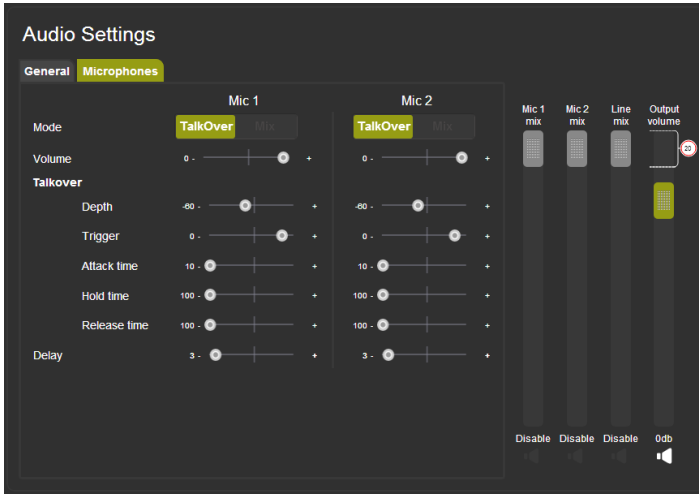 Audio Settings
General Microphones
Mic 1 Mic 2
Mic 1 mix Mic 2 mix Line mix Output volume
Mode TalkOver Mix TalkOver Mix
20
Volume 0 - + 0 - +
Talkover
Depth -60 - + -60 - +
Trigger 0 - + 0 - +
Attack time 10 - + 10 - +
Hold time 100 - + 100 - +
Release time 100 - + 100 - +
Delay 3 - + 3 - +
Disable Disable Disable 0db